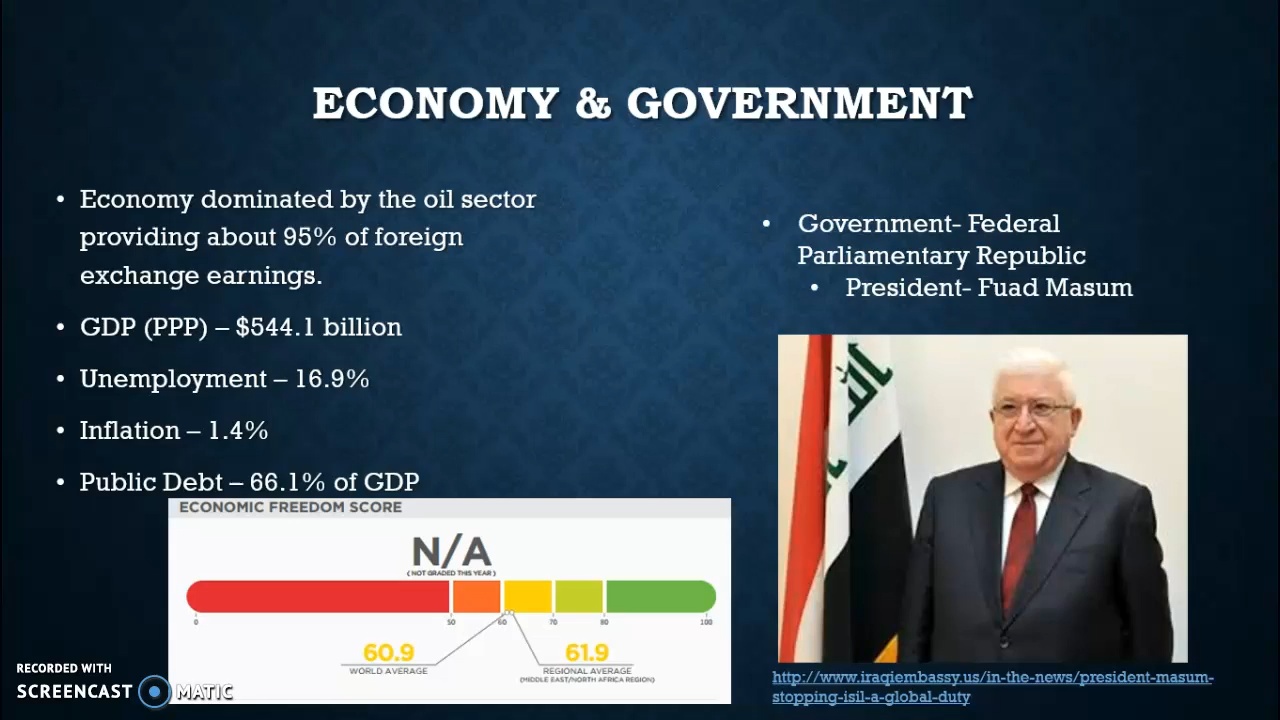 ECONOMY & GOVERNMENT
• Economy dominated by the oil sector
providing about 95% of foreign
exchange earnings.
• GDP (PPP) – $544.1 billion
• Unemployment – 16.9%
• Inflation – 1.4%
• Public Debt – 66.1% of GDP
ECONOMIC FREEDOM SCORE
N/A
( NOT GRADED THIS YEAR )
0 50 60 70 80 100
60.9
WORLD AVERAGE
61.9
REGIONAL AVERAGE
(MIDDLE EAST/NORTH AFRICA REGION)
• Government- Federal
Parliamentary Republic
• President- Fuad Masum
http://www.iraqiembassy.us/in-the-news/president-masum-
stopping-isil-a-global-duty
RECORDED WITH
SCREENCAST MATIC